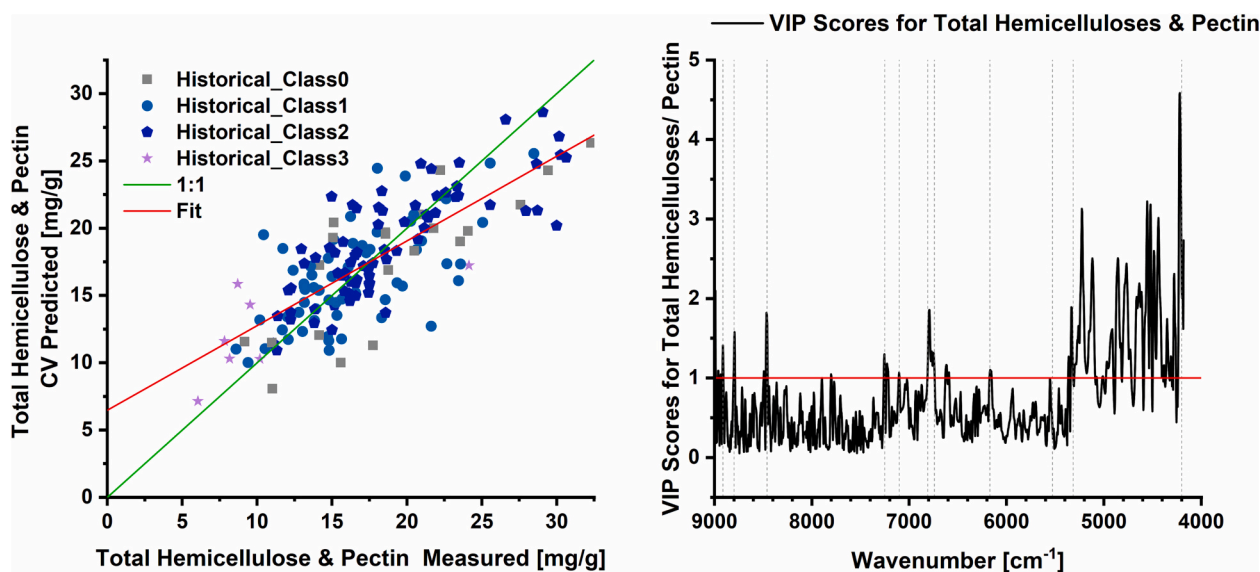 VIP Scores for Total Hemicelluloses & Pectin
Total Hemicellulose & Pectin
CV Predicted [mg/g]
30
25
20
15
10
5
0
Historical_Class0
Historical_Class1
Historical_Class2
Historical_Class3
1:1
Fit
0
5
10
15
20
25
30
Total Hemicellulose & Pectin Measured [mg/g]
VIP Scores for Total Hemicelluloses/ Pectin
5
4
3
2
1
0
9000
8000
7000
6000
5000
4000
Wavenumber [cm⁻¹]